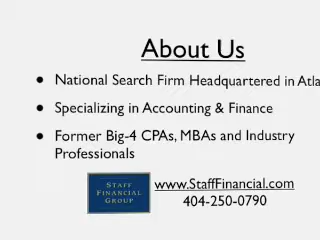 About Us
• National Search Firm Headquartered in Atla
• Specializing in Accounting & Finance
• Former Big-4 CPAs, MBAs and Industry
Professionals
STAFF
FINANCIAL
GROUP
www.StaffFinancial.com
404-250-0790